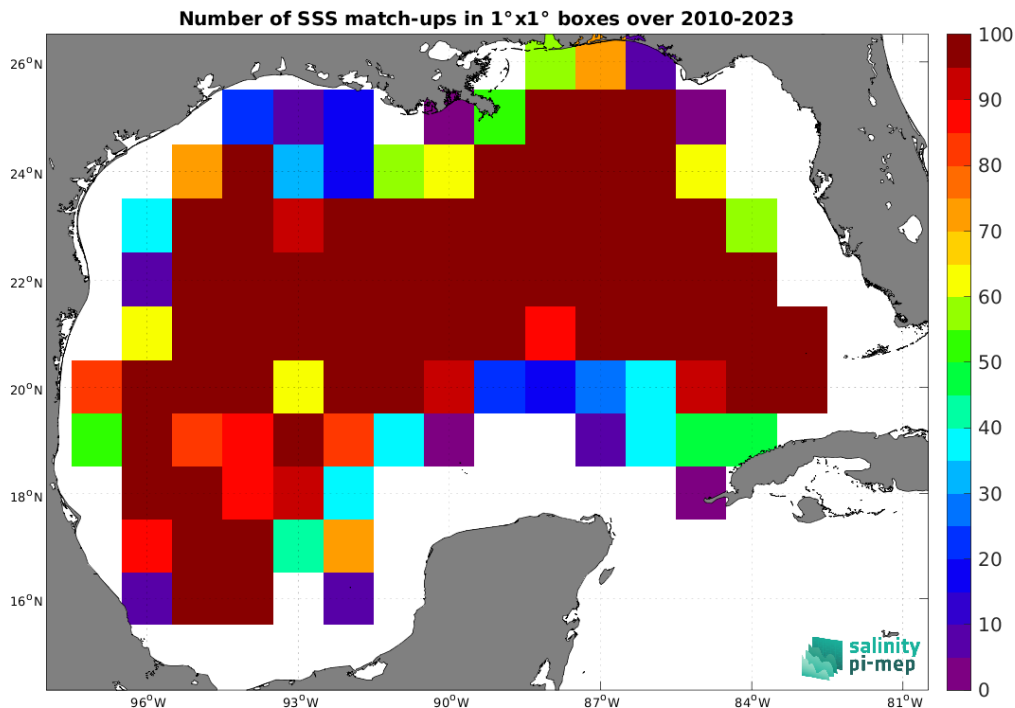 Number of SSS match-ups in 1°x1° boxes over 2010-2023
26°N
24°N
22°N
20°N
18°N
16°N
96°W
93°W
90°W
87°W
84°W
81°W
100
90
80
70
60
50
40
30
20
10
0
salinity
pi-mep